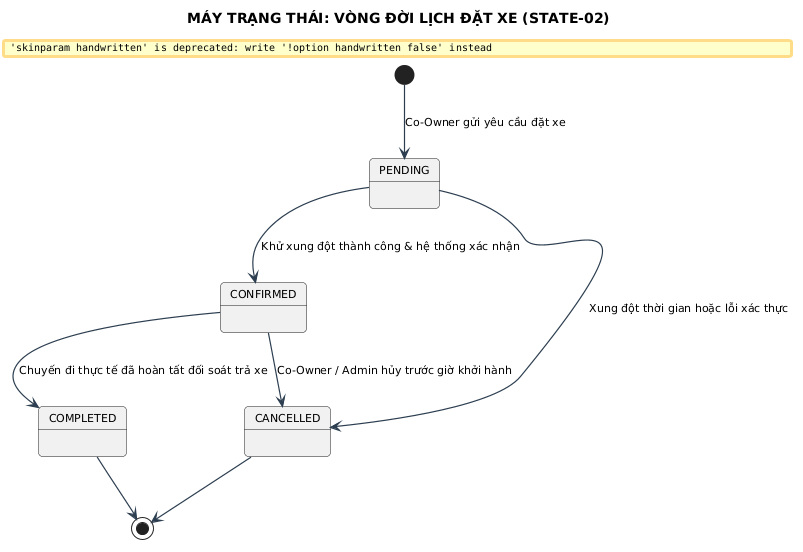 MÁY TRẠNG THÁI: VÒNG ĐỜI LỊCH ĐẶT XE (STATE-02)
'skinparam handwritten' is deprecated: write '!option handwritten false' instead
Co-Owner gửi yêu cầu đặt xe
PENDING
Khử xung đột thành công & hệ thống xác nhận
CONFIRMED
Xung đột thời gian hoặc lỗi xác thực
Chuyến đi thực tế đã hoàn tất đối soát trả xe
Co-Owner / Admin hủy trước giờ khởi hành
COMPLETED
CANCELLED